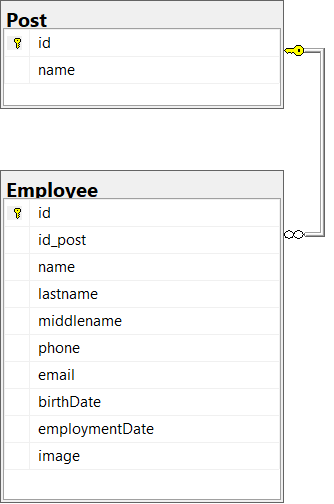 Post
id
name
Employee
id
id_post
name
lastname
middlename
phone
email
birthDate
employmentDate
image